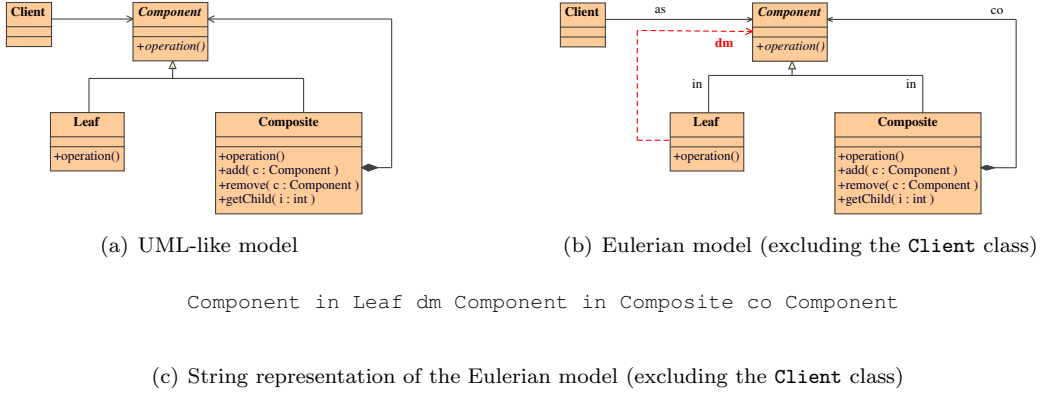 Client
Component
+operation()
Leaf
+operation()
Composite
+operation()
+add( c : Component )
+remove( c : Component )
+getChild( i : int )
(a) UML-like model
Client
as
Component
co
+operation()
dm
in
in
Leaf
+operation()
Composite
+operation()
+add( c : Component )
+remove( c : Component )
+getChild( i : int )
(b) Eulerian model (excluding the Client class)
Component in Leaf dm Component in Composite co Component
(c) String representation of the Eulerian model (excluding the Client class)